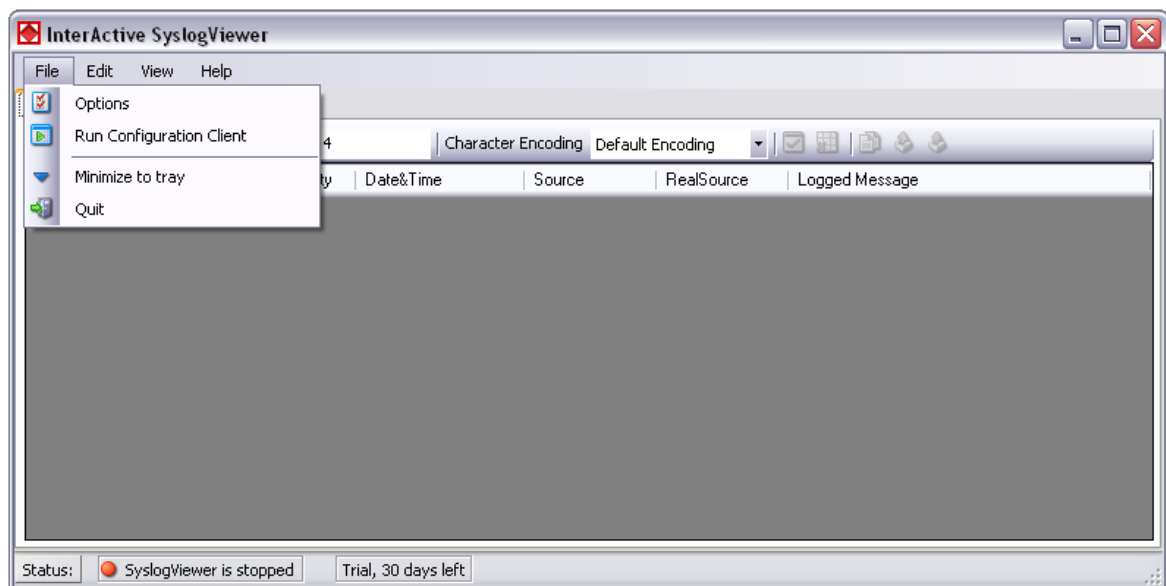 InterActive SyslogViewer
File Edit View Help
Options
Run Configuration Client
4 Character Encoding Default Encoding
Minimize to tray
Date&Time Source RealSource Logged Message
Quit
Status: SyslogViewer is stopped Trial, 30 days left